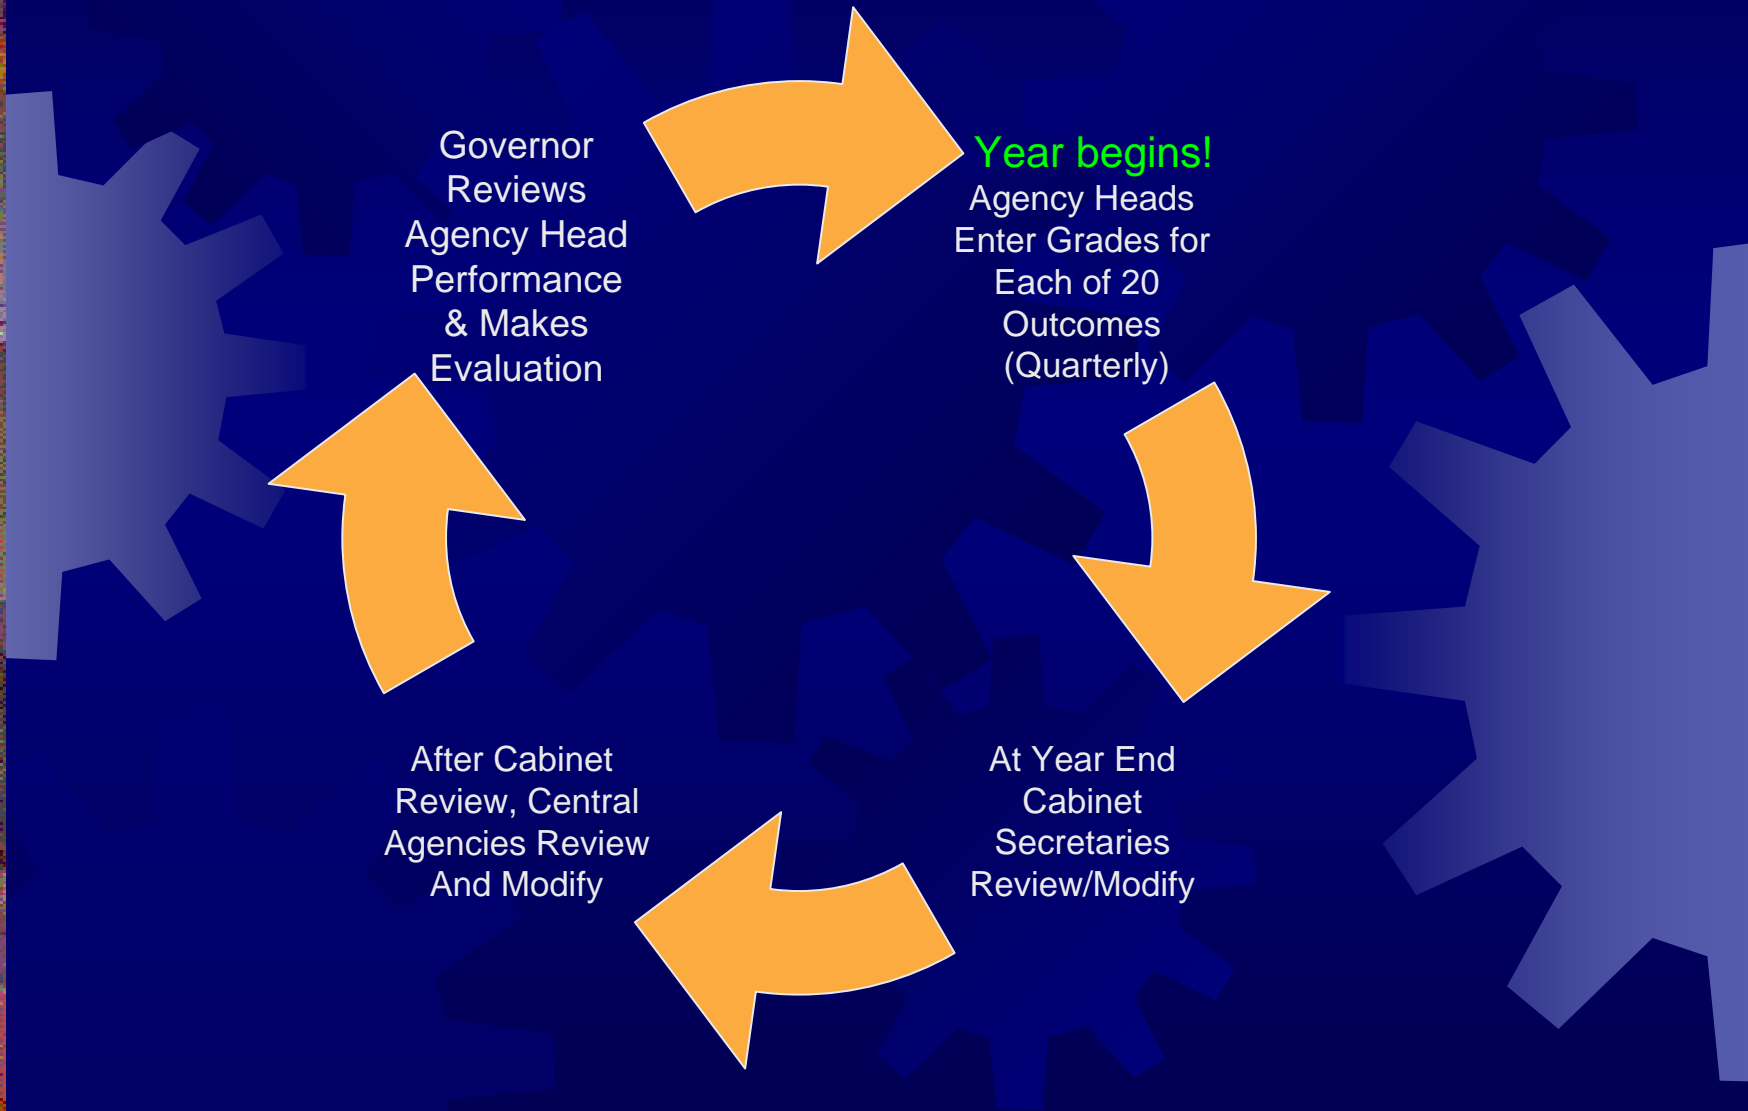 Governor
Reviews
Agency Head
Performance
& Makes
Evaluation
Year begins!
Agency Heads
Enter Grades for
Each of 20
Outcomes
(Quarterly)
At Year End
Cabinet
Secretaries
Review/Modify
After Cabinet
Review, Central
Agencies Review
And Modify